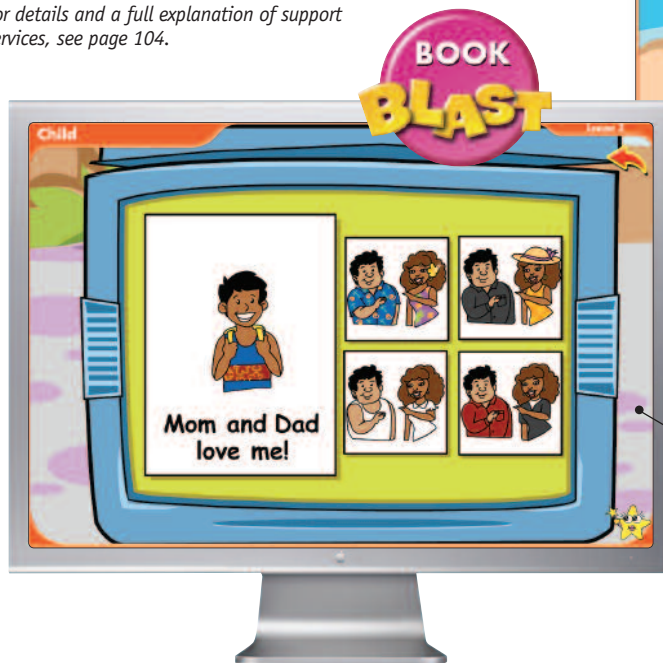 or details and a full explanation of support
ervices, see page 104.
BOOK
BLAST
Child
Lesson 2
Mom and Dad
love me!